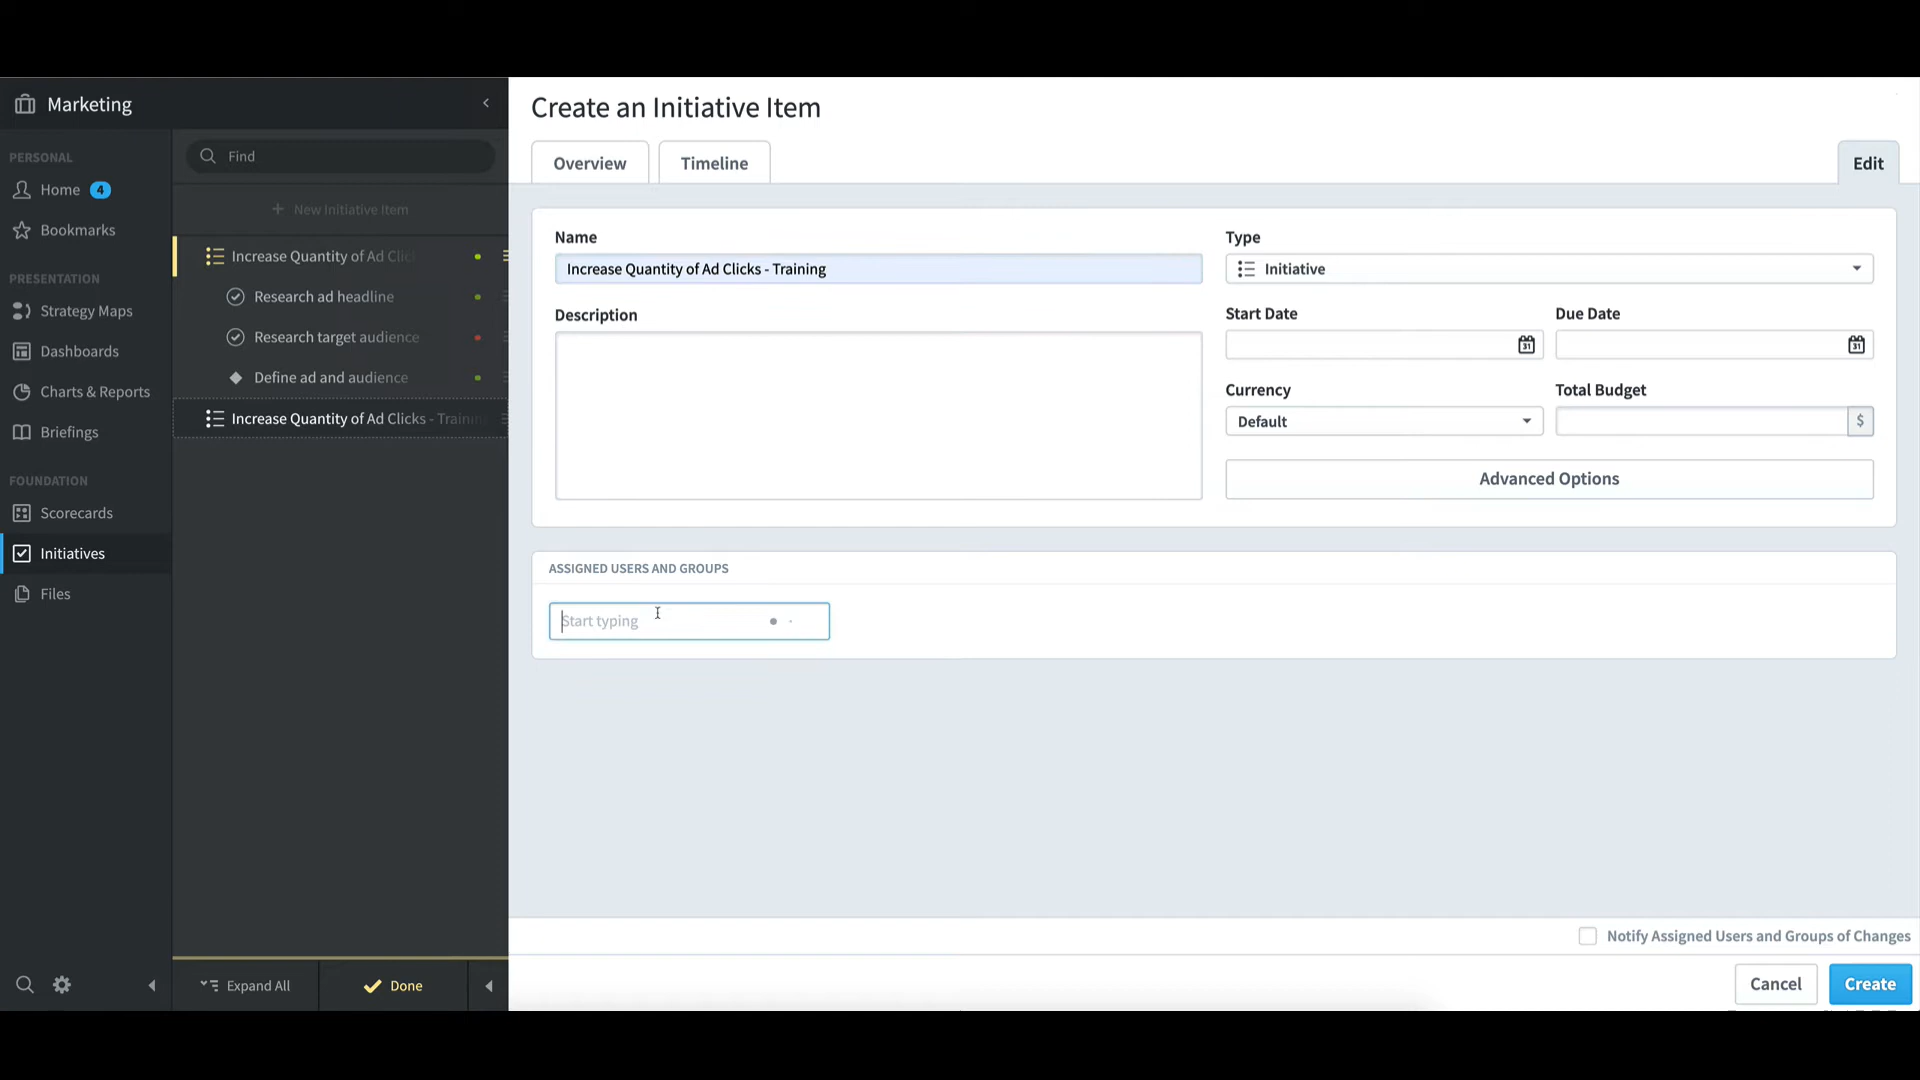 Marketing
PERSONAL
Home 4
Bookmarks
PRESENTATION
Strategy Maps
Dashboards
Charts & Reports
Briefings
FOUNDATION
Scorecards
Initiatives
Files
Find
+ New Initiative Item
Increase Quantity of Ad Clic
Research ad headline
Research target audience
Define ad and audience
Increase Quantity of Ad Clicks - Trainin
Expand All
Done
Create an Initiative Item
Overview
Timeline
Edit
Name
Increase Quantity of Ad Clicks - Training
Description
Type
Initiative
Start Date
Due Date
31
31
Currency
Total Budget
Default
$
Advanced Options
ASSIGNED USERS AND GROUPS
Start typing
Notify Assigned Users and Groups of Changes
Cancel
Create